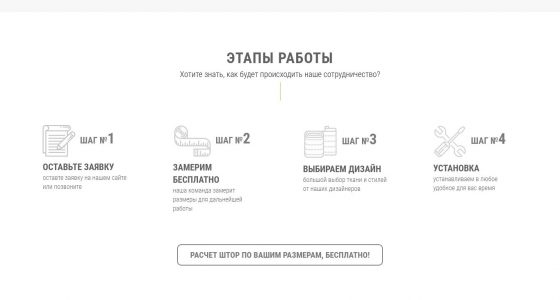 ЭТАПЫ РАБОТЫ
Хотите знать, как будет происходить наше сотрудничество?
ШАГ №1
ОСТАВЬТЕ ЗАЯВКУ
оставте заявку на нашем сайте
или позвоните
ШАГ №2
ЗАМЕРИМ
БЕСПЛАТНО
наша команда замерит
размеры для дальнейшей
работы
ШАГ №3
ВЫБИРАЕМ ДИЗАЙН
большой выбор ткани и стилей
от наших дизайнеров
ШАГ №4
УСТАНОВКА
устанавливаем в любое
удобное для вас время
РАСЧЕТ ШТОР ПО ВАШИМ РАЗМЕРАМ, БЕСПЛАТНО!